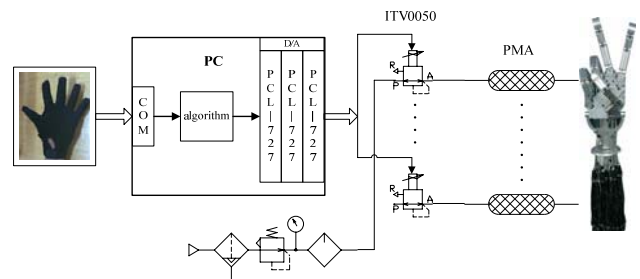 ITV0050
PC
D/A
PMA
COM
algorithm
PCL-727
PCL-727
PCL-727
R
P
A
R
P
A